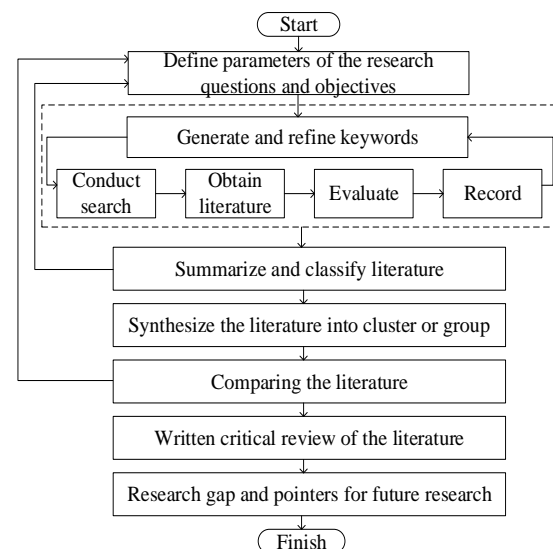 Start
Define parameters of the research
questions and objectives
Generate and refine keywords
Conduct
search
Obtain
literature
Evaluate
Record
Summarize and classify literature
Synthesize the literature into cluster or group
Comparing the literature
Written critical review of the literature
Research gap and pointers for future research
Finish